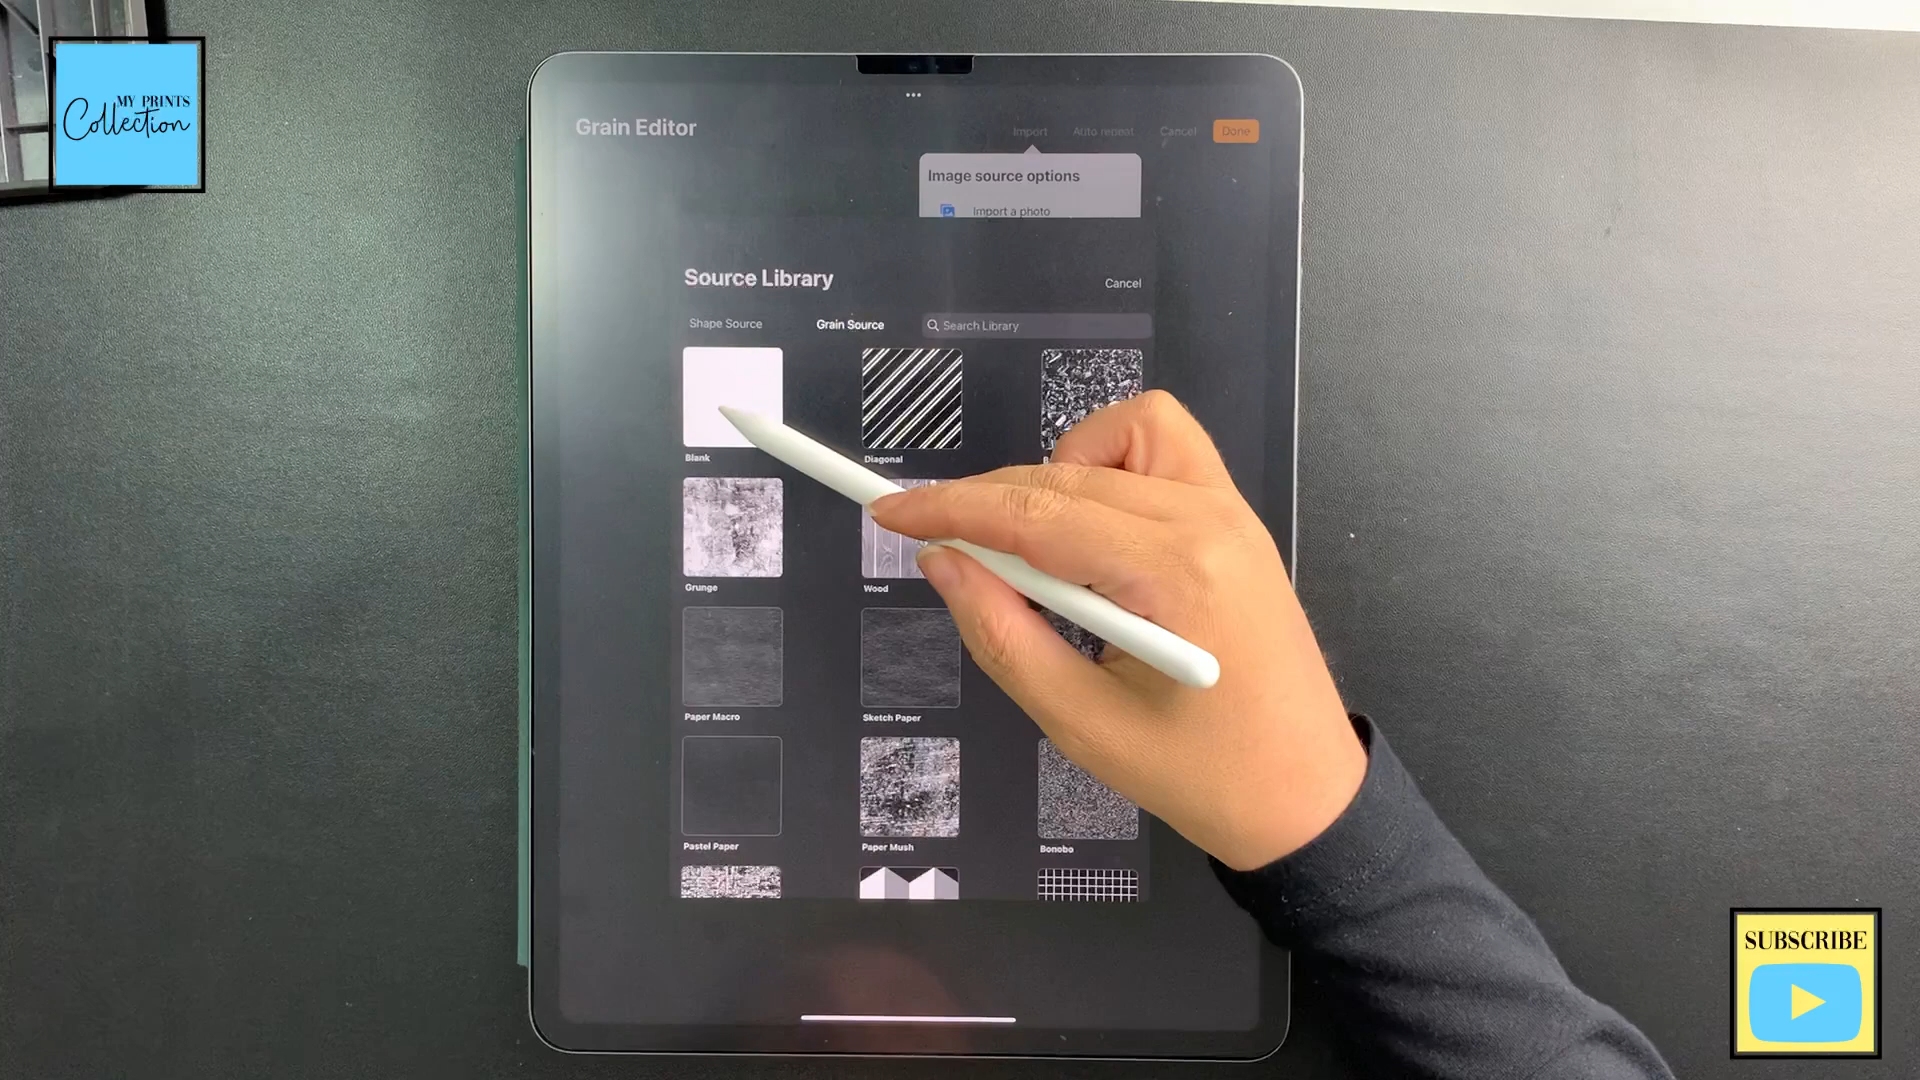 MY PRINTS
Collection
Grain Editor
Import
Auto repeat
Cancel
Done
Image source options
Import a photo
Source Library
Cancel
Shape Source
Grain Source
Search Library
Blank
Diagonal
Grunge
Wood
Paper Macro
Sketch Paper
Pastel Paper
Paper Mush
Bonobo
SUBSCRIBE